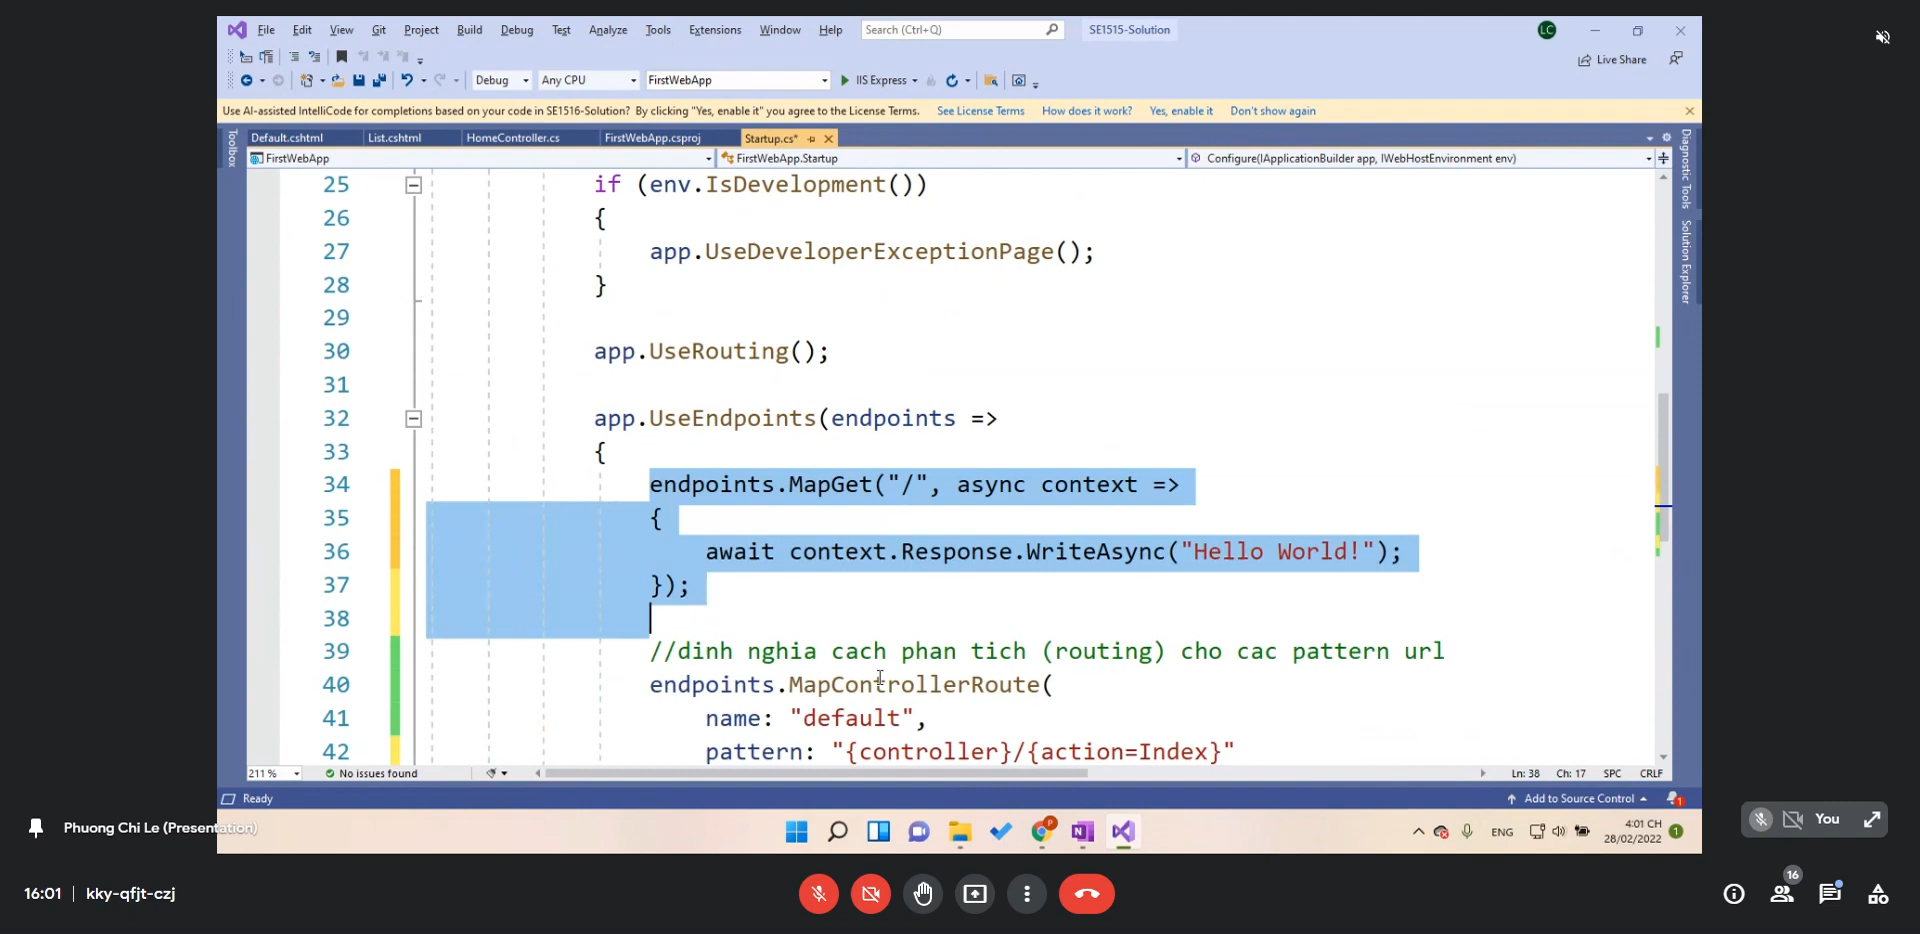 File Edit View Git Project Build Debug Test Analyze Tools Extensions Window Help Search (Ctrl+Q) SE1515-Solution LC
Live Share
Debug Any CPU FirstWebApp IIS Express
Use AI-assisted IntelliCode for completions based on your code in SE1516-Solution? By clicking "Yes, enable it" you agree to the License Terms. See License Terms How does it work? Yes, enable it Don't show again
Toolbox
Default.cshtml List.cshtml HomeController.cs FirstWebApp.csproj Startup.cs*
FirstWebApp FirstWebApp.Startup Configure(IApplicationBuilder app, IWebHostEnvironment env)
Diagnostic Tools
Solution Explorer
25 if (env.IsDevelopment())
26 {
27 app.UseDeveloperExceptionPage();
28 }
29
30 app.UseRouting();
31
32 app.UseEndpoints(endpoints =>
33 {
34 endpoints.MapGet("/", async context =>
35 {
36 await context.Response.WriteAsync("Hello World!");
37 });
38
39 //dinh nghia cach phan tich (routing) cho cac pattern url
40 endpoints.MapControllerRoute(
41 name: "default",
42 pattern: "{controller}/{action=Index}"
211 % No issues found Ln: 38 Ch: 17 SPC CRLF
Ready Add to Source Control 1
Phuong Chi Le (Presentation)
P N ENG 4:01 CH 1
28/02/2022
You
16:01 | kky-qfjt-czj
16